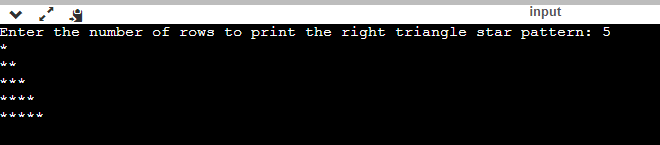 input
Enter the number of rows to print the right triangle star pattern: 5
*
**
***
****
*****